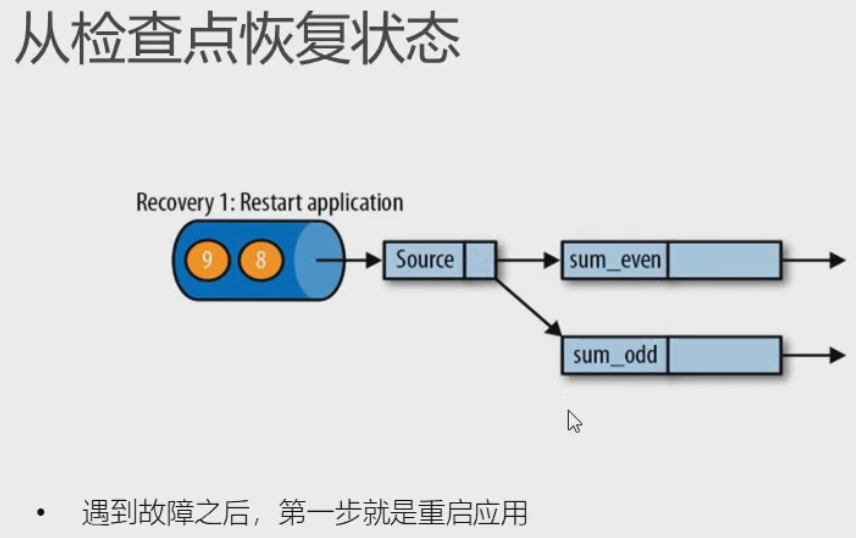 从检查点恢复状态
Recovery 1: Restart application
9 8 Source sum_even
sum_odd
• 遇到故障之后，第一步就是重启应用